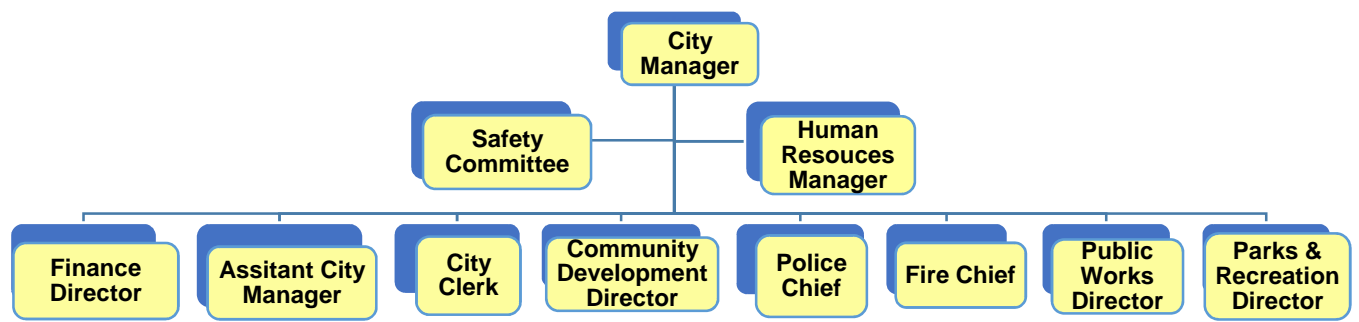 City
Manager
Safety
Committee
Human
Resouces
Manager
Finance
Director
Assitant City
Manager
City
Clerk
Community
Development
Director
Police
Chief
Fire Chief
Public
Works
Director
Parks &
Recreation
Director